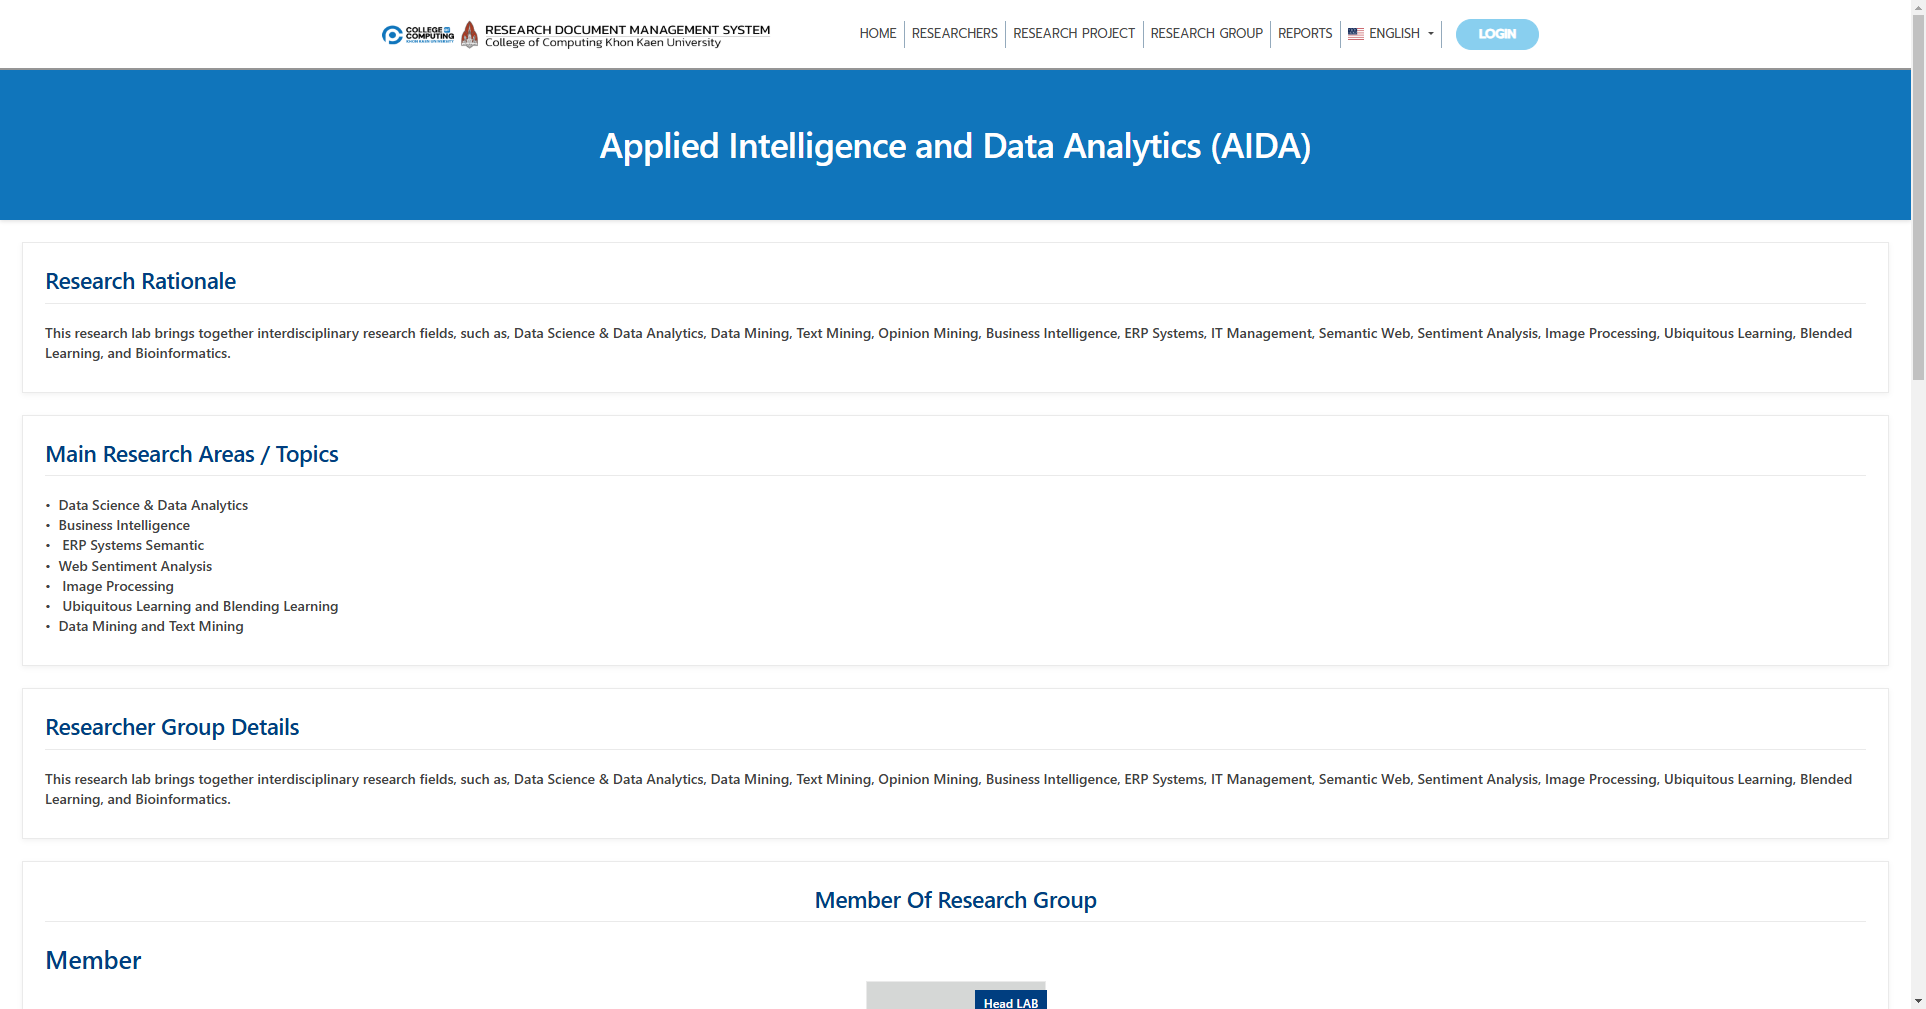 COLLEGE OF
COMPUTING
KHON KAEN UNIVERSITY
RESEARCH DOCUMENT MANAGEMENT SYSTEM
College of Computing Khon Kaen University
HOME
RESEARCHERS
RESEARCH PROJECT
RESEARCH GROUP
REPORTS
ENGLISH
LOGIN
Applied Intelligence and Data Analytics (AIDA)
Research Rationale
This research lab brings together interdisciplinary research fields, such as, Data Science & Data Analytics, Data Mining, Text Mining, Opinion Mining, Business Intelligence, ERP Systems, IT Management, Semantic Web, Sentiment Analysis, Image Processing, Ubiquitous Learning, Blended
Learning, and Bioinformatics.
Main Research Areas / Topics
• Data Science & Data Analytics
• Business Intelligence
• ERP Systems Semantic
• Web Sentiment Analysis
• Image Processing
• Ubiquitous Learning and Blending Learning
• Data Mining and Text Mining
Researcher Group Details
This research lab brings together interdisciplinary research fields, such as, Data Science & Data Analytics, Data Mining, Text Mining, Opinion Mining, Business Intelligence, ERP Systems, IT Management, Semantic Web, Sentiment Analysis, Image Processing, Ubiquitous Learning, Blended
Learning, and Bioinformatics.
Member Of Research Group
Member
Head LAB